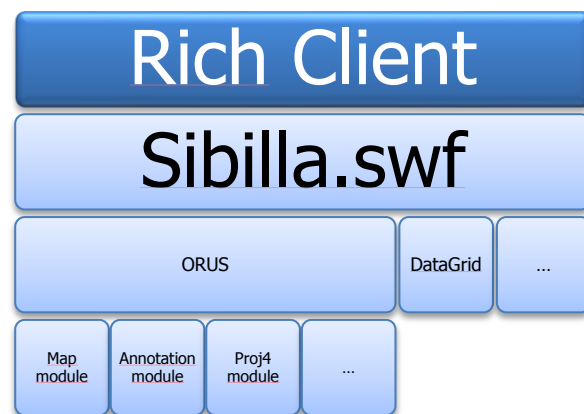 Rich Client
Sibilla.swf
ORUS
DataGrid
...
Map
module
Annotation
module
Proj4
module
...